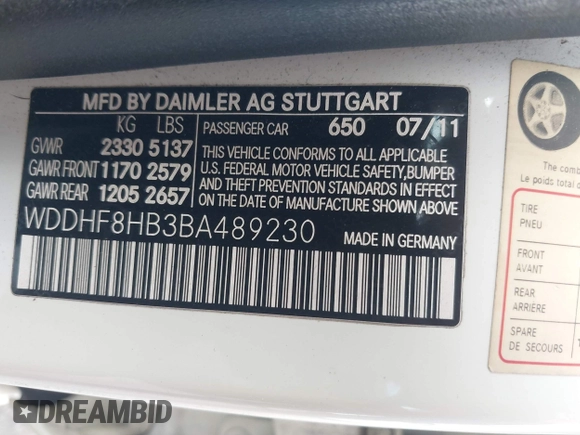 MFD BY DAIMLER AG STUTTGART
KG LBS PASSENGER CAR 650 07/11
GVWR 2330 5137
GAWR FRONT 1170 2579
GAWR REAR 1205 2657
THIS VEHICLE CONFORMS TO ALL APPLICABLE
U.S. FEDERAL MOTOR VEHICLE SAFETY,BUMPER
AND THEFT PREVENTION STANDARDS IN EFFECT
ON THE DATE OF MANUFACTURE SHOWN ABOVE
WDDHF8HB3BA489230 MADE IN GERMANY
The comb
Le poids total
TIRE
PNEU
FRONT
AVANT
REAR
ARRIÈRE
SPARE
DE SECOURS
DREAMBID